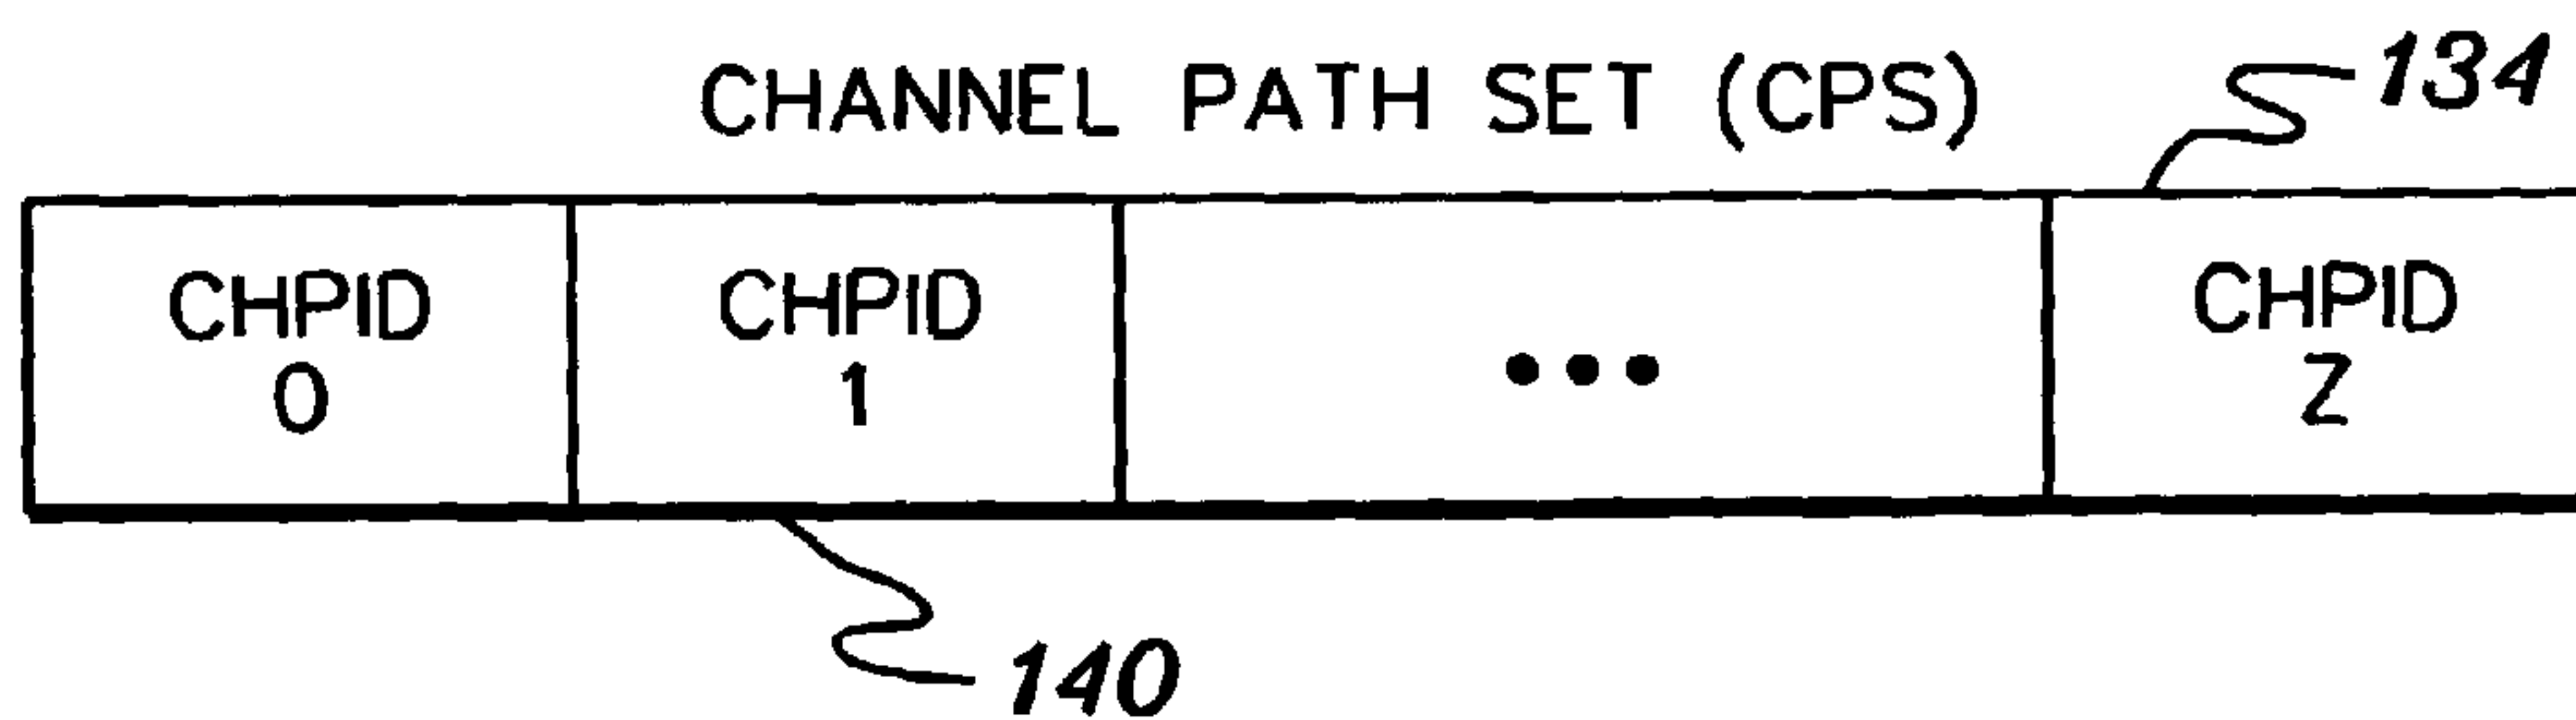 CHANNEL PATH SET (CPS)
134
CHPID
0
CHPID
1
•••
CHPID
Z
140